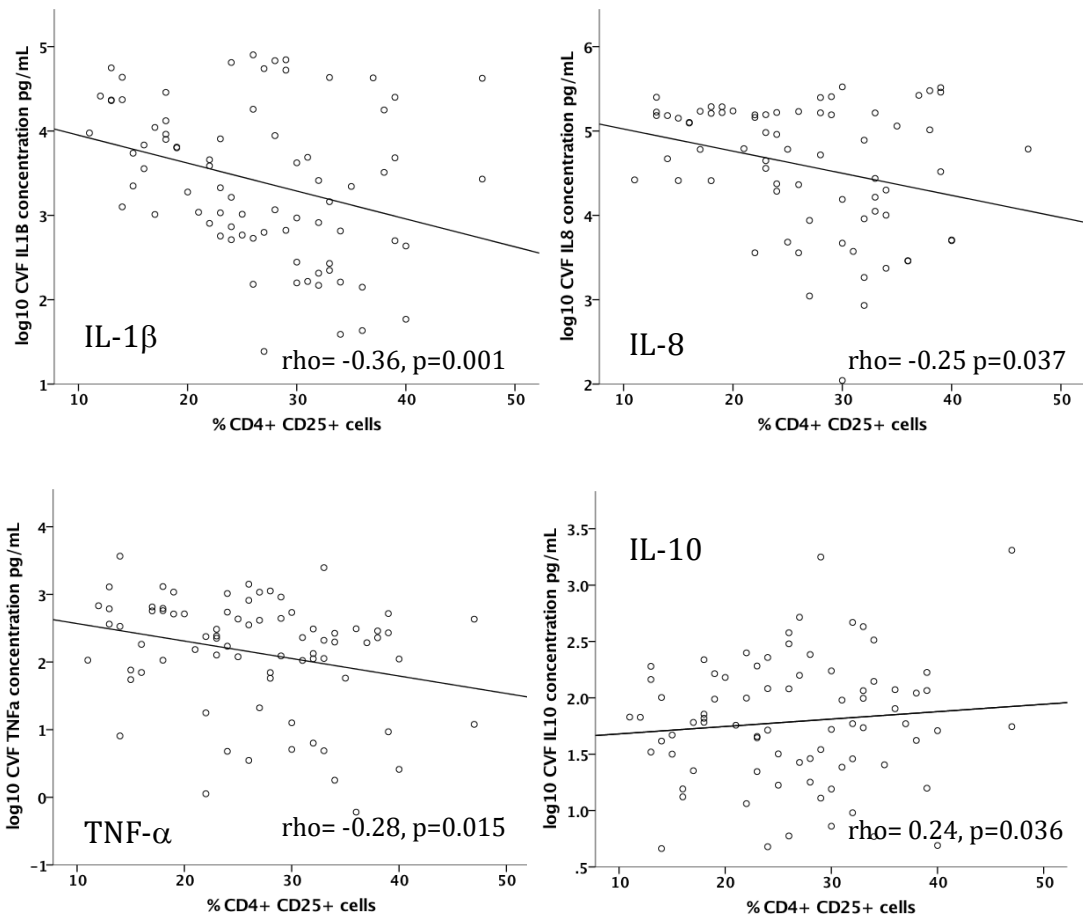 log10 CVF IL1B concentration pg/mL
5
4
3
2
1
IL-1β
rho= -0.36, p=0.001
10 20 30 40 50
% CD4+ CD25+ cells
log10 CVF IL8 concentration pg/mL
6
5
4
3
2
IL-8
rho= -0.25 p=0.037
10 20 30 40 50
% CD4+ CD25+ cells
log10 CVF TNFa concentration pg/mL
4
3
2
1
0
-1
TNF-α
rho= -0.28, p=0.015
10 20 30 40 50
% CD4+ CD25+ cells
log10 CVF IL10 concentration pg/mL
3.5
3.0
2.5
2.0
1.5
1.0
.5
IL-10
rho= 0.24, p=0.036
10 20 30 40 50
% CD4+ CD25+ cells